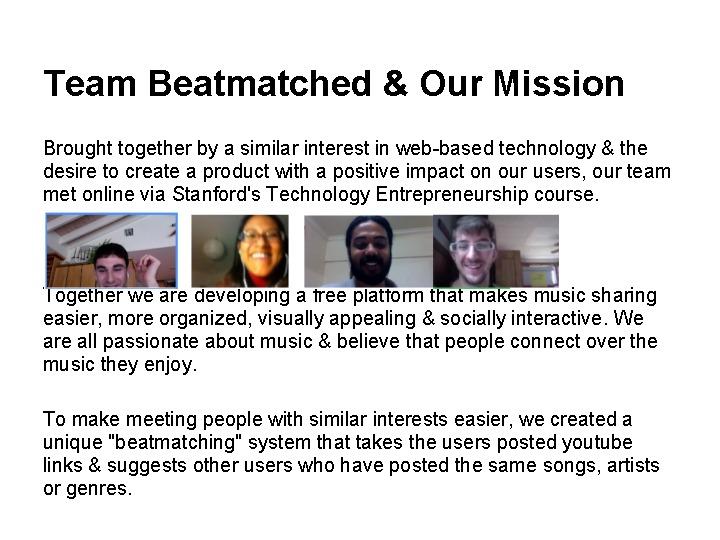 Team Beatmatched & Our Mission
Brought together by a similar interest in web-based technology & the
desire to create a product with a positive impact on our users, our team
met online via Stanford's Technology Entrepreneurship course.
Together we are developing a free platform that makes music sharing
easier, more organized, visually appealing & socially interactive. We
are all passionate about music & believe that people connect over the
music they enjoy.
To make meeting people with similar interests easier, we created a
unique "beatmatching" system that takes the users posted youtube
links & suggests other users who have posted the same songs, artists
or genres.